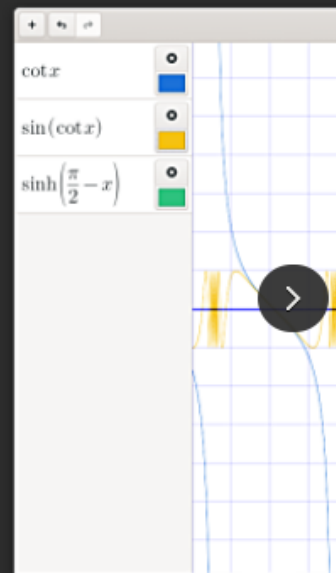 cot x
sin(cot x)
sinh(π/2 − x)